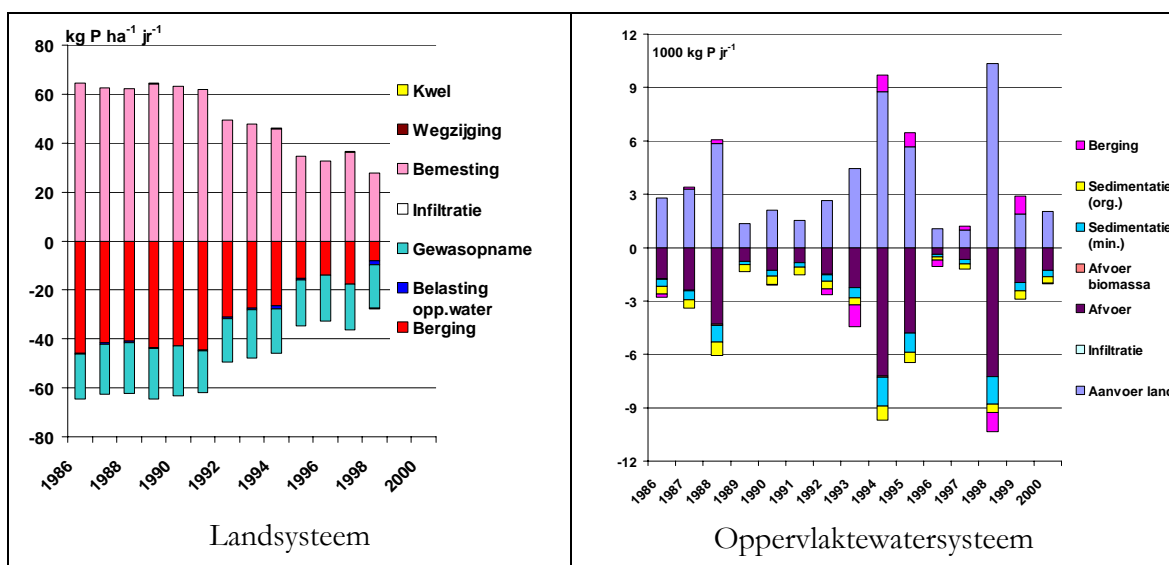 kg P ha⁻¹ jr⁻¹
80
60
40
20
0
-20
-40
-60
-80
1986
1988
1990
1992
1994
1996
1998
2000
Kwel
Wegzijging
Bemesting
Infiltratie
Gewasopname
Belasting
opp.water
Berging
Landsysteem
1000 kg P jr⁻¹
12
9
6
3
0
-3
-6
-9
-12
1986
1987
1988
1989
1990
1991
1992
1993
1994
1995
1996
1997
1998
1999
2000
Berging
Sedimentatie
(org.)
Sedimentatie
(min.)
Afvoer
biomassa
Afvoer
Infiltratie
Aanvoer land
Oppervlaktewatersysteem